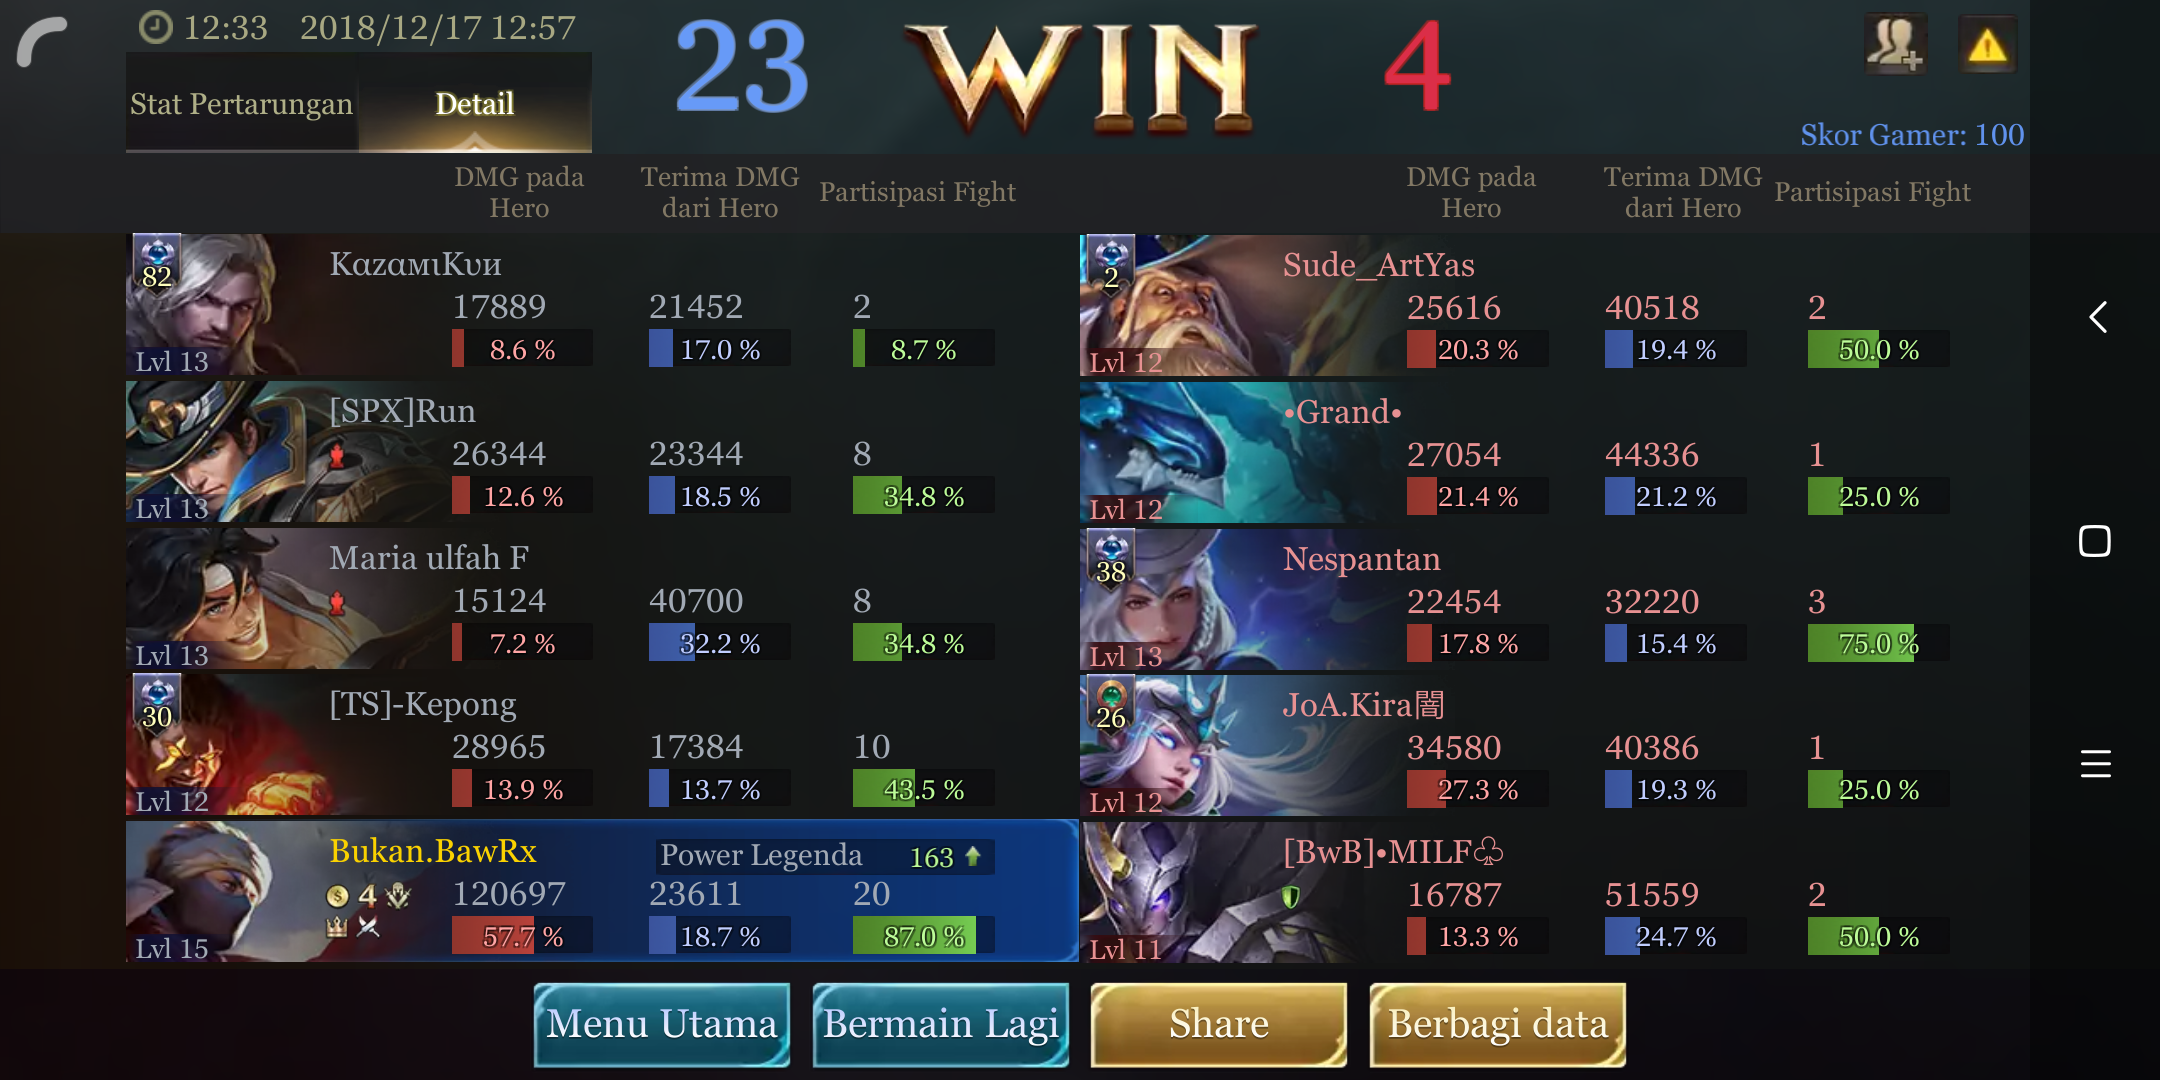 12:33 2018/12/17 12:57
23 WIN 4
Stat Pertarungan Detail
Skor Gamer: 100
DMG pada Hero Terima DMG dari Hero Partisipasi Fight
DMG pada Hero Terima DMG dari Hero Partisipasi Fight
82 KαzαмιKυи
17889 21452 2
Lvl 13 8.6 % 17.0 % 8.7 %
[SPX]Run
26344 23344 8
Lvl 13 12.6 % 18.5 % 34.8 %
Maria ulfah F
15124 40700 8
Lvl 13 7.2 % 32.2 % 34.8 %
30 [TS]-Kepong
28965 17384 10
Lvl 12 13.9 % 13.7 % 43.5 %
Bukan.BawRx Power Legenda 163
4 120697 23611 20
Lvl 15 57.7 % 18.7 % 87.0 %
2 Sude_ArtYas
25616 40518 2
Lvl 12 20.3 % 19.4 % 50.0 %
•Grand•
27054 44336 1
Lvl 12 21.4 % 21.2 % 25.0 %
38 Nespantan
22454 32220 3
Lvl 13 17.8 % 15.4 % 75.0 %
26 JoA.Kira闇
34580 40386 1
Lvl 12 27.3 % 19.3 % 25.0 %
[BwB]•MILF♧
16787 51559 2
Lvl 11 13.3 % 24.7 % 50.0 %
Menu Utama Bermain Lagi Share Berbagi data